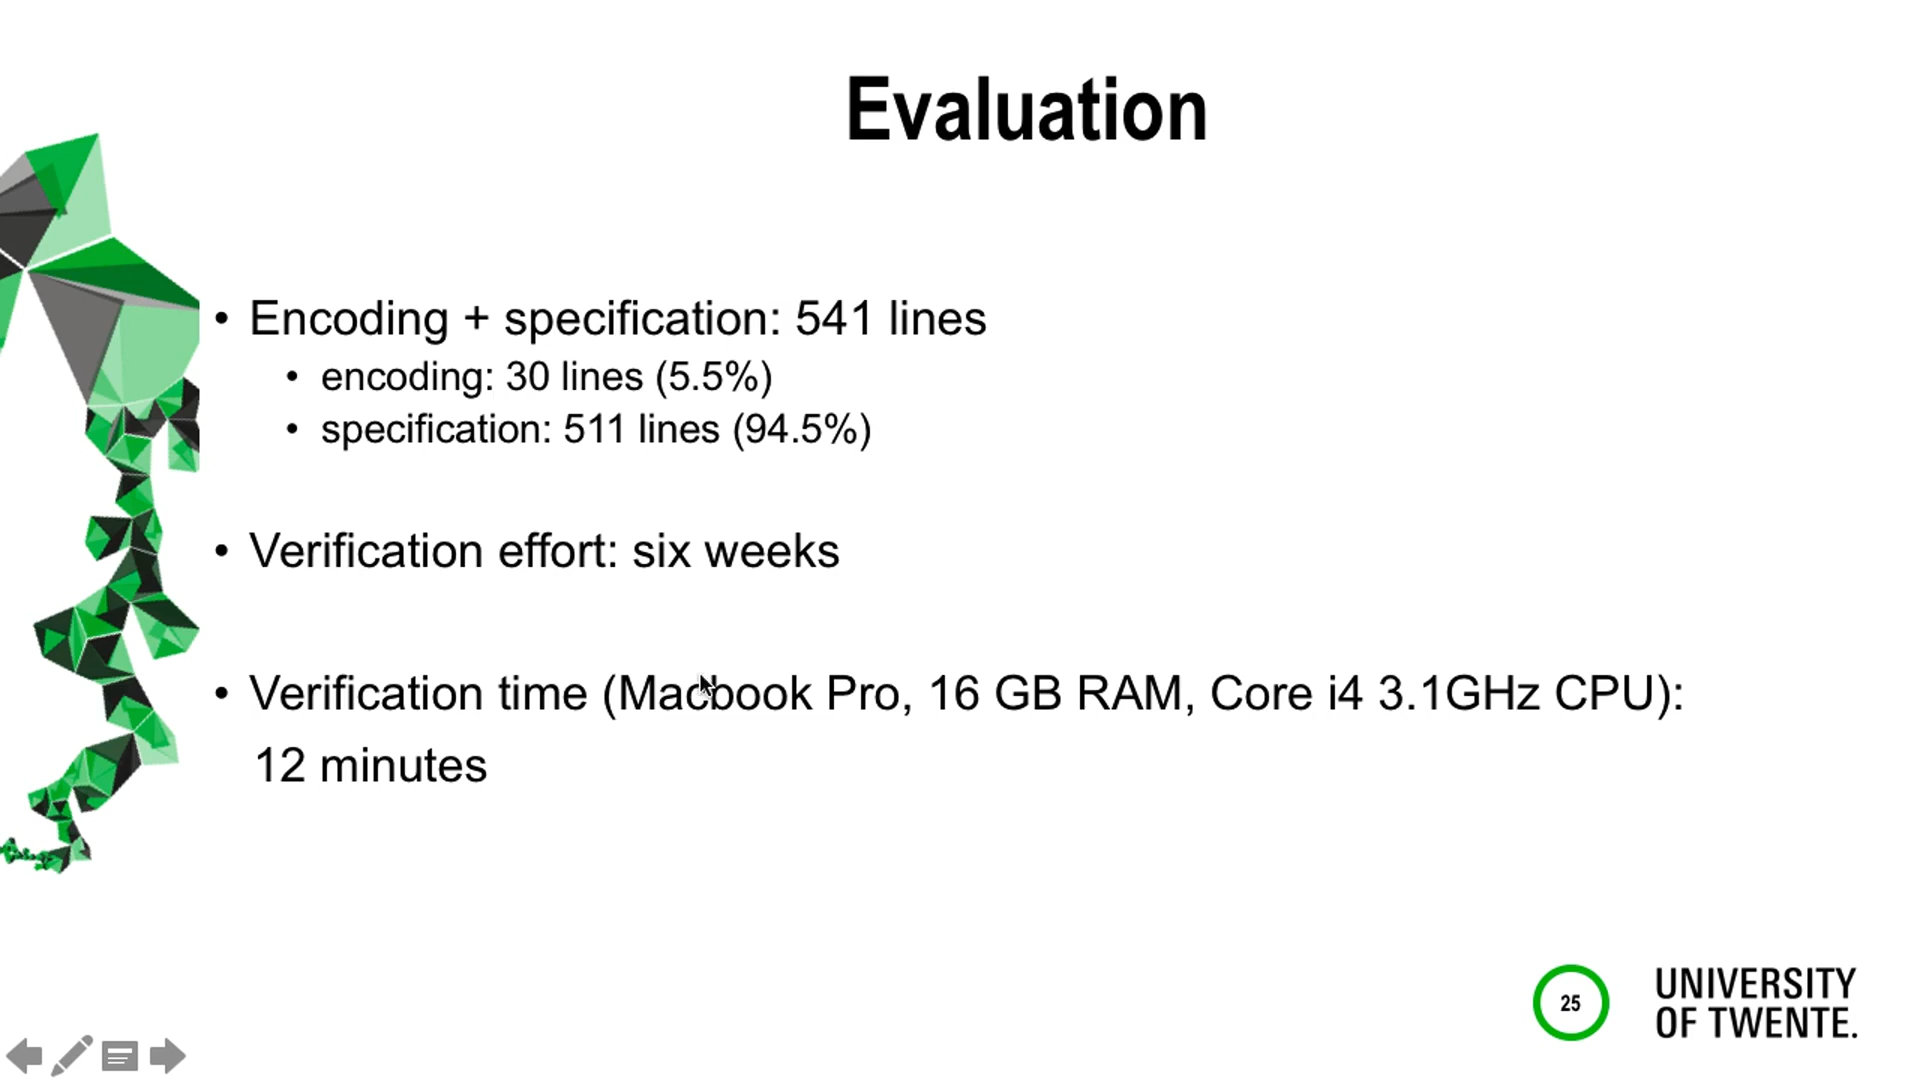 Evaluation
• Encoding + specification: 541 lines
• encoding: 30 lines (5.5%)
• specification: 511 lines (94.5%)
• Verification effort: six weeks
• Verification time (Macbook Pro, 16 GB RAM, Core i4 3.1GHz CPU):
12 minutes
25
UNIVERSITY
OF TWENTE.